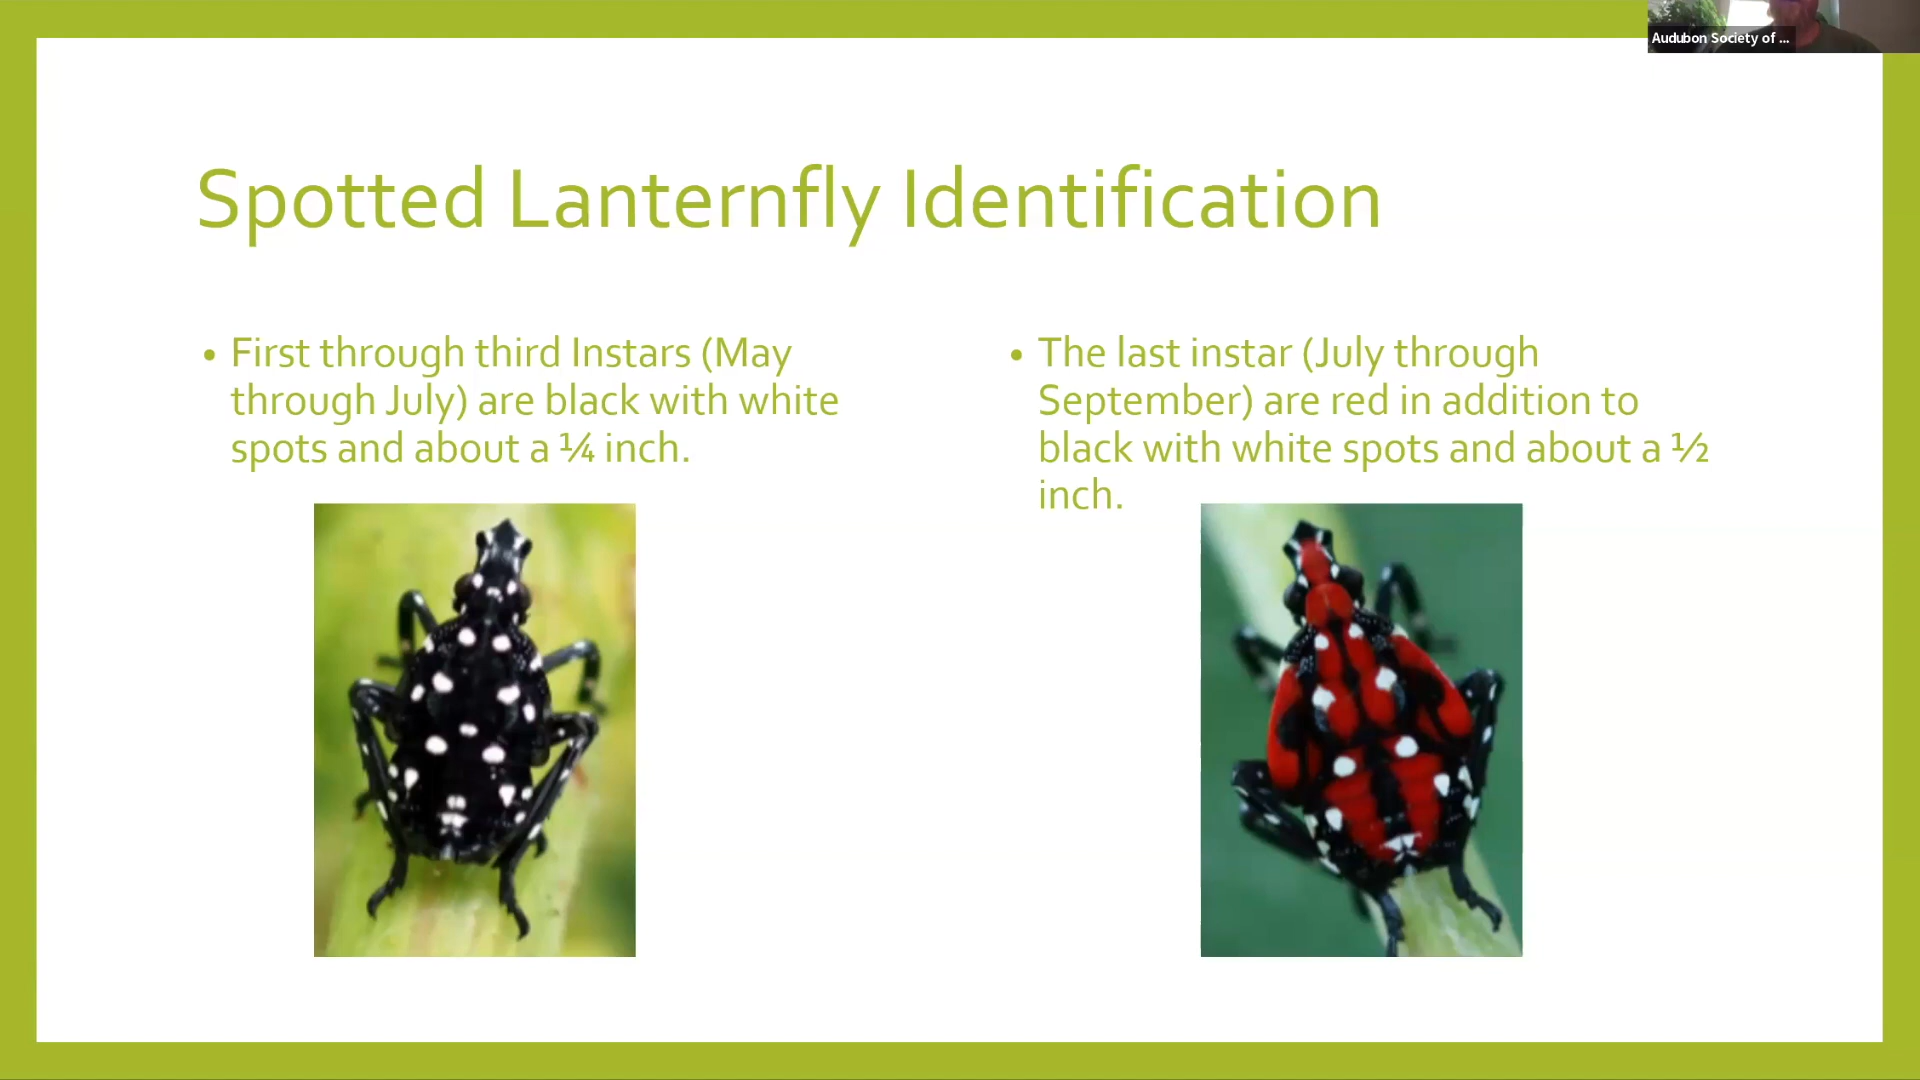 Audubon Society of ...
Spotted Lanternfly Identification
• First through third Instars (May
through July) are black with white
spots and about a ¼ inch.
• The last instar (July through
September) are red in addition to
black with white spots and about a ½
inch.